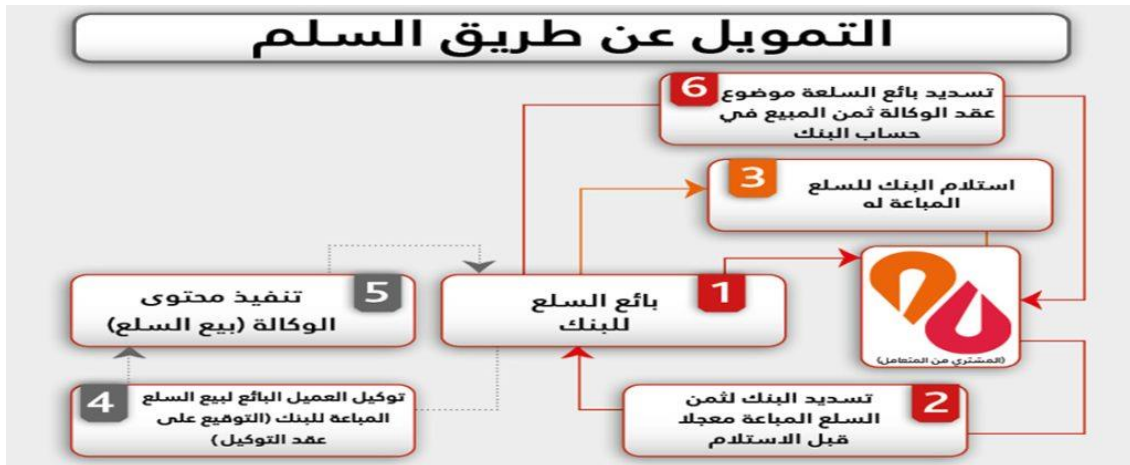 التمويل عن طريق السلم
6
تسديد بائع السلعة موضوع
عقد الوكالة ثمن المبيع في
حساب البنك
3
استلام البنك للسلع
المباعة له
5
تنفيذ محتوى
الوكالة (بيع السلع)
1
بائع السلع
للبنك
(المشتري من المتعامل)
4
توكيل العميل البائع لبيع السلع
المباعة للبنك (التوقيع على
عقد التوكيل)
2
تسديد البنك لثمن
السلع المباعة معجلا
قبل الاستلام